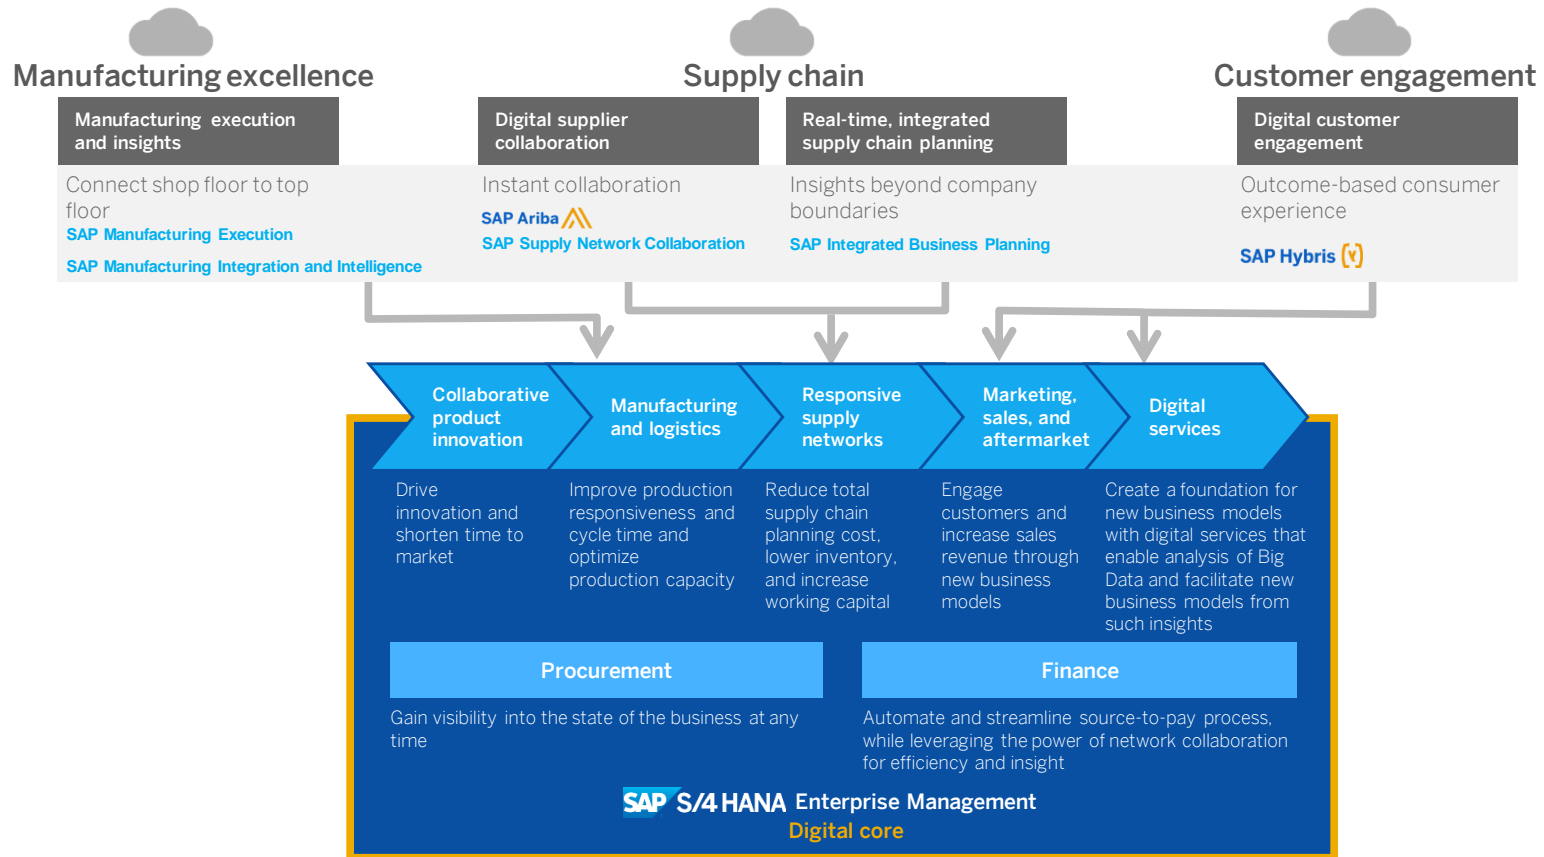 Manufacturing excellence
Supply chain
Customer engagement
Manufacturing execution
and insights
Connect shop floor to top
floor
SAP Manufacturing Execution
SAP Manufacturing Integration and Intelligence
Digital supplier
collaboration
Instant collaboration
SAP Ariba
SAP Supply Network Collaboration
Real-time, integrated
supply chain planning
Insights beyond company
boundaries
SAP Integrated Business Planning
Digital customer
engagement
Outcome-based consumer
experience
SAP Hybris
Collaborative
product
innovation
Drive
innovation and
shorten time to
market
Manufacturing
and logistics
Improve production
responsiveness and
cycle time and
optimize
production capacity
Responsive
supply
networks
Reduce total
supply chain
planning cost,
lower inventory,
and increase
working capital
Marketing,
sales, and
aftermarket
Engage
customers and
increase sales
revenue through
new business
models
Digital
services
Create a foundation for
new business models
with digital services that
enable analysis of Big
Data and facilitate new
business models from
such insights
Procurement
Gain visibility into the state of the business at any
time
Finance
Automate and streamline source-to-pay process,
while leveraging the power of network collaboration
for efficiency and insight
SAP S/4 HANA Enterprise Management
Digital core